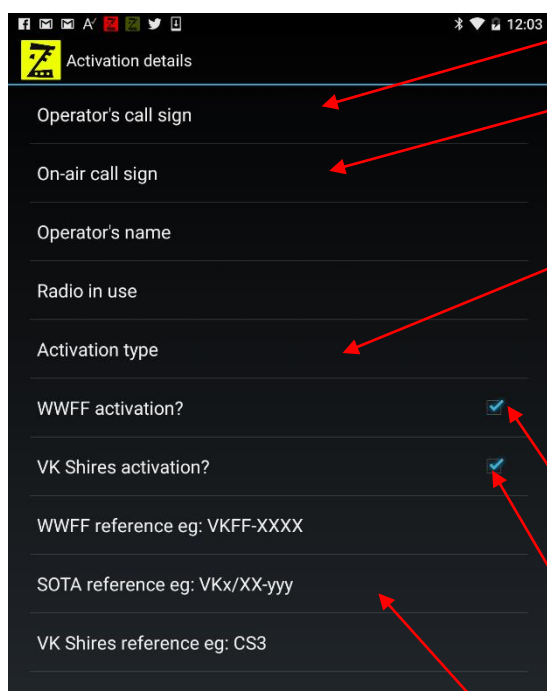 12:03
Activation details
Operator's call sign
On-air call sign
Operator's name
Radio in use
Activation type
WWFF activation?
VK Shires activation?
WWFF reference eg: VKFF-XXXX
SOTA reference eg: VKx/XX-yyy
VK Shires reference eg: CS3